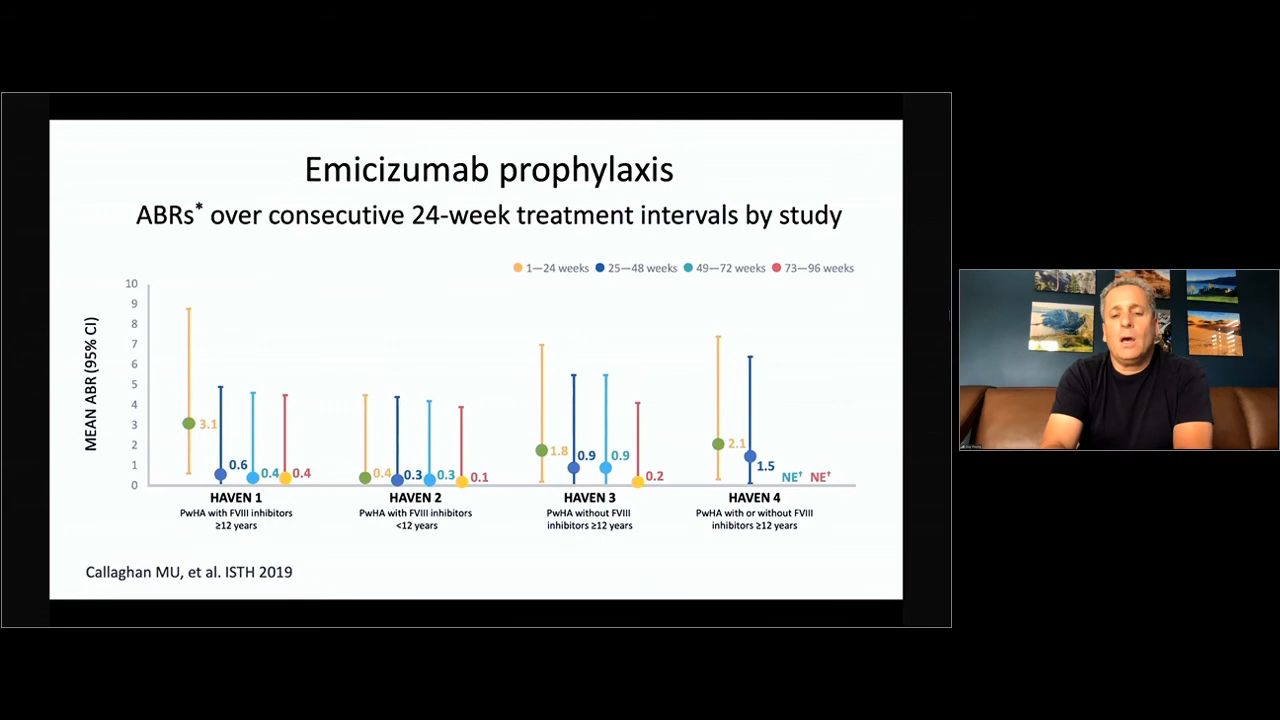 Emicizumab prophylaxis
ABRs* over consecutive 24-week treatment intervals by study
1—24 weeks 25—48 weeks 49—72 weeks 73—96 weeks
MEAN ABR (95% CI)
10
9
8
7
6
5
4
3
2
1
0
3.1
0.6
0.4
0.4
0.4
0.3
0.3
0.1
1.8
0.9
0.9
0.2
2.1
1.5
NE†
NE†
HAVEN 1
PwHA with FVIII inhibitors
≥12 years
HAVEN 2
PwHA with FVIII inhibitors
<12 years
HAVEN 3
PwHA without FVIII
inhibitors ≥12 years
HAVEN 4
PwHA with or without FVIII
inhibitors ≥12 years
Callaghan MU, et al. ISTH 2019